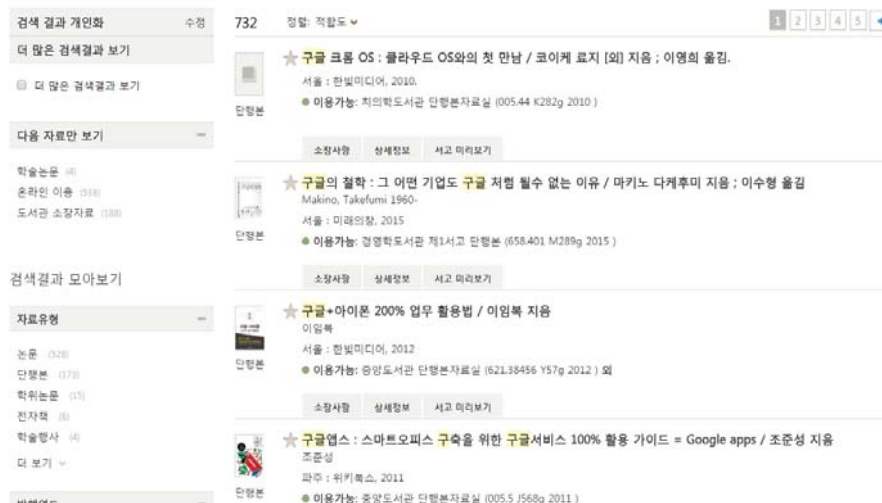 검색 결과 개인화 수정
더 많은 검색결과 보기
더 많은 검색결과 보기
다음 자료만 보기
학술논문 (4)
온라인 이용 (538)
도서관 소장자료 (188)
검색결과 모아보기
자료유형
논문 (528)
단행본 (173)
학위논문 (15)
전자책 (6)
학술행사 (4)
더 보기
732 정렬: 적합도
1 2 3 4 5
구글 크롬 OS : 클라우드 OS와의 첫 만남 / 코이케 료지 [외] 지음 ; 이영희 옮김.
서울 : 한빛미디어, 2010.
단행본
이용가능: 치의학도서관 단행본자료실 (005.44 K282g 2010 )
소장사항 상세정보 서고 미리보기
구글의 철학 : 그 어떤 기업도 구글 처럼 될수 없는 이유 / 마키노 다케후미 지음 ; 이수형 옮김
Makino, Takefumi 1960-
서울 : 미래의창, 2015
단행본
이용가능: 경영학도서관 제1서고 단행본 (658.401 M289g 2015 )
소장사항 상세정보 서고 미리보기
구글+아이폰 200% 업무 활용법 / 이임복 지음
이임복
서울 : 한빛미디어, 2012
단행본
이용가능: 중앙도서관 단행본자료실 (621.38456 Y57g 2012 ) 외
소장사항 상세정보 서고 미리보기
구글앱스 : 스마트오피스 구축을 위한 구글서비스 100% 활용 가이드 = Google apps / 조준성 지음
조준성
파주 : 위키북스, 2011
단행본
이용가능: 중앙도서관 단행본자료실 (005.5 J568g 2011 )